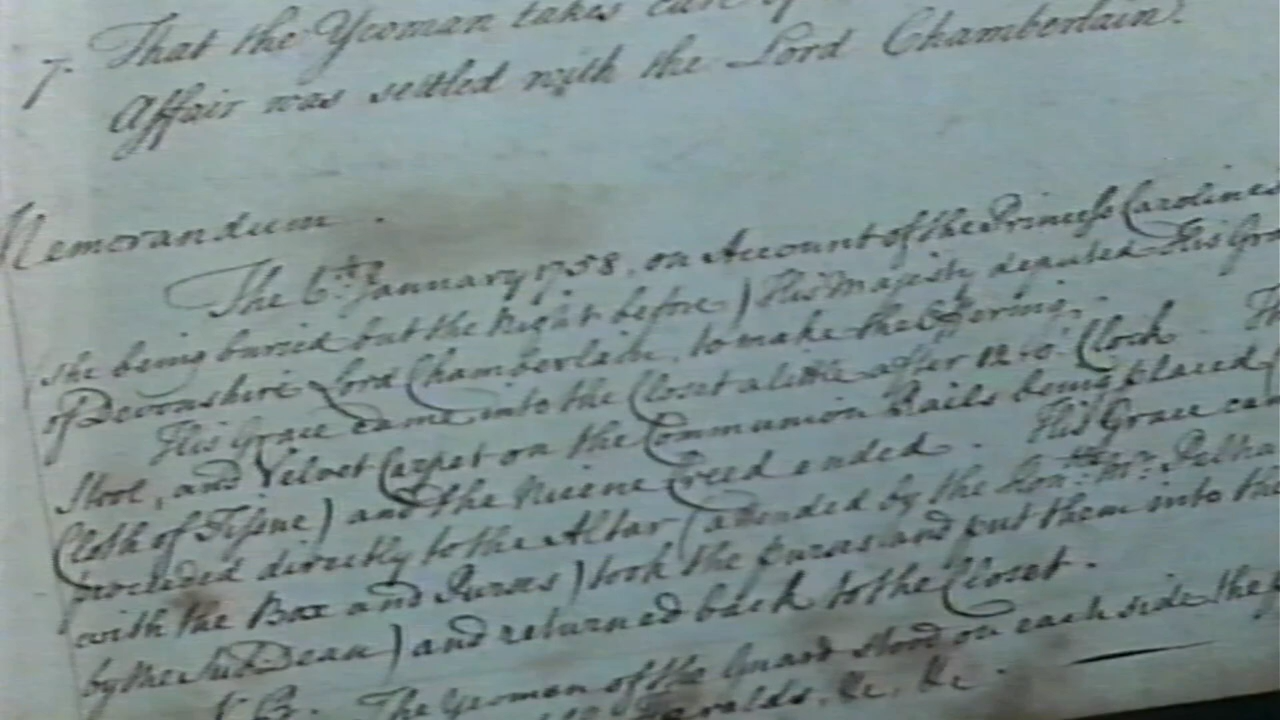 7. That the Yeoman takes care
Affair was settled with the Lord Chamberlain.
Memorandum.
The 6th January 1758, on Account of the Princess Carolines
(she being buried but the Night before) His Majesty deputed His Gra
of Devonshire Lord Chamberlain, to make the Offering.
His Grace came into the Closet a little after 12 o' Clock
Stool, and Velvet Carpet on the Communion Rails being placed
(Cloth of Tissue) and the Nicene Creed ended. His Grace
proceeded directly to the Altar (attended by the Honble Mr. Pelha
with the Box and Purses) took the purses and put them into the
by the Sub Dean) and returned back to the Closet.
N.B. The Yeomen of the Guard stood on each side the
Heralds, &c. &c.